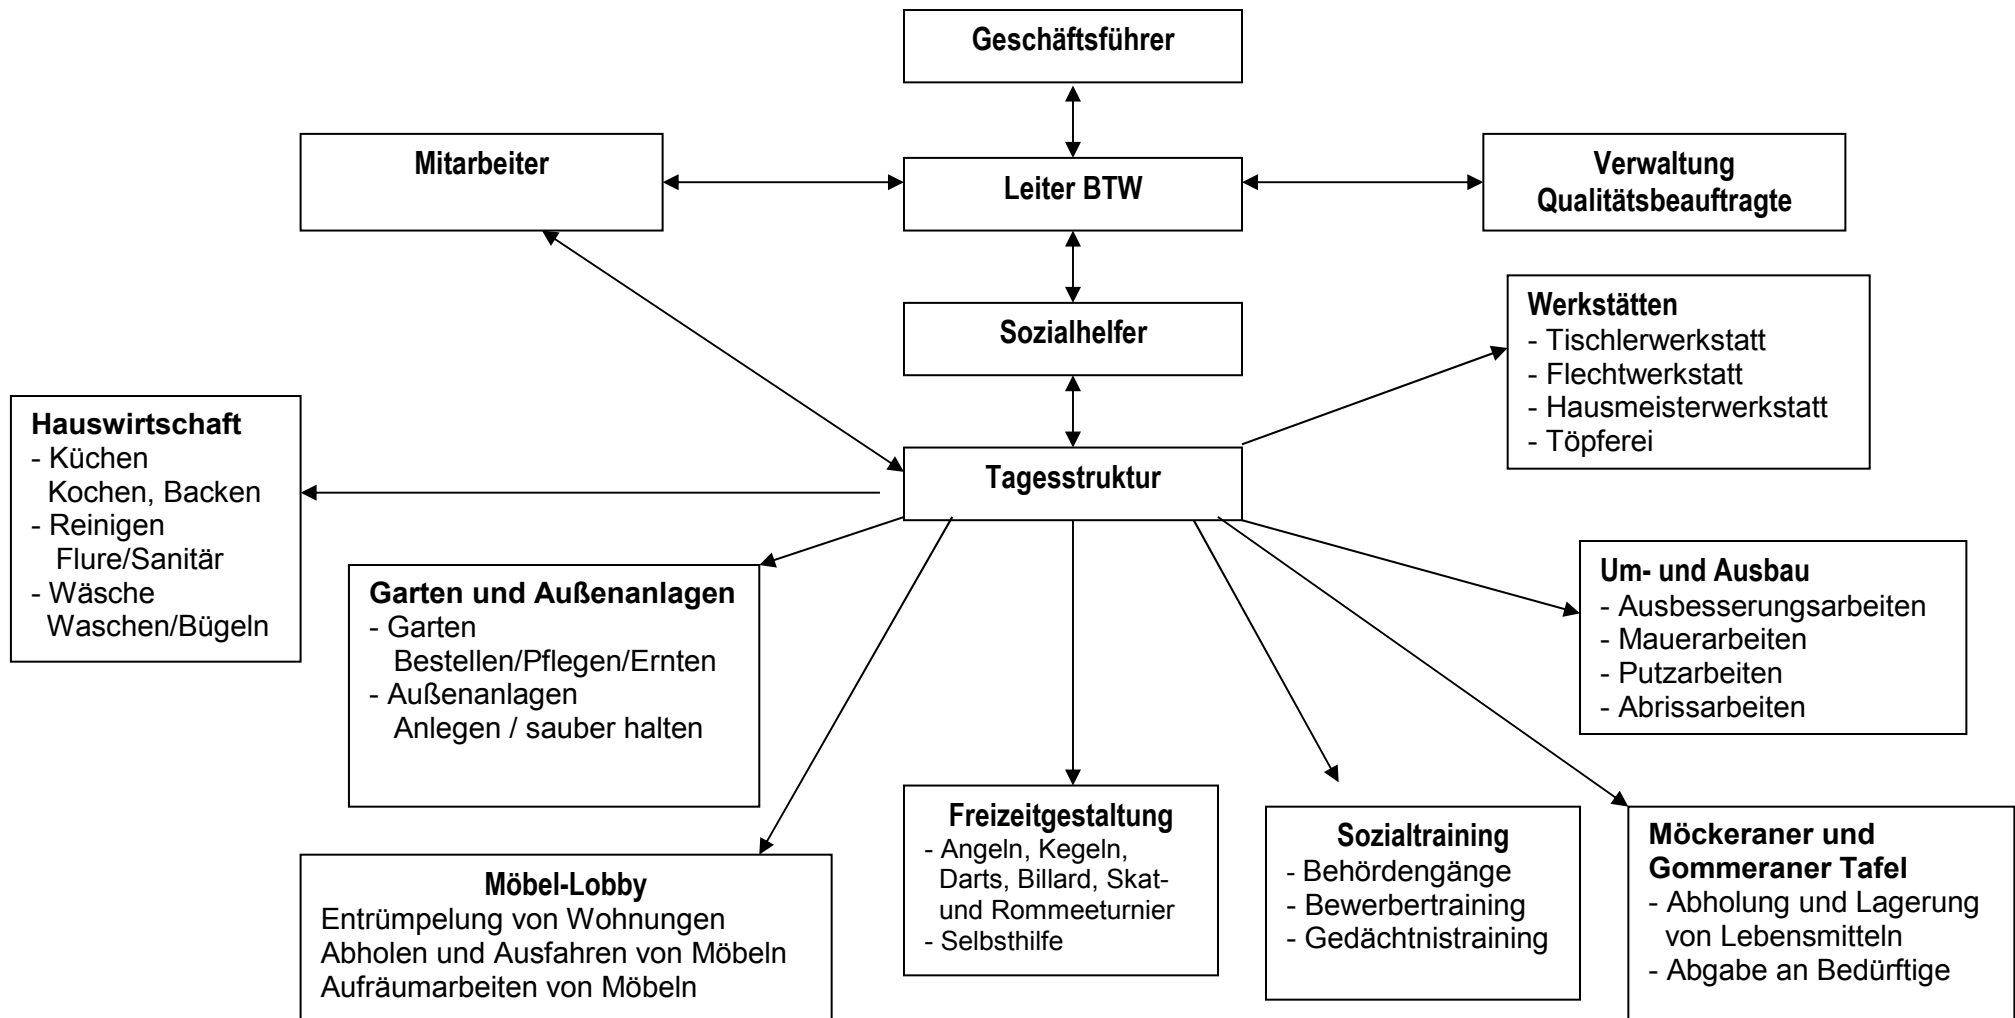 Geschäftsführer
Mitarbeiter
Leiter BTW
Verwaltung
Qualitätsbeauftragte
Sozialhelfer
Werkstätten
- Tischlerwerkstatt
- Flechtwerkstatt
- Hausmeisterwerkstatt
- Töpferei
Tagesstruktur
Hauswirtschaft
- Küchen
Kochen, Backen
- Reinigen
Flure/Sanitär
- Wäsche
Waschen/Bügeln
Garten und Außenanlagen
- Garten
Bestellen/Pflegen/Ernten
- Außenanlagen
Anlegen / sauber halten
Um- und Ausbau
- Ausbesserungsarbeiten
- Mauerarbeiten
- Putzarbeiten
- Abrissarbeiten
Möbel-Lobby
Entrümpelung von Wohnungen
Abholen und Ausfahren von Möbeln
Aufräumarbeiten von Möbeln
Freizeitgestaltung
- Angeln, Kegeln,
Darts, Billard, Skat-
und Rommeeturnier
- Selbsthilfe
Sozialtraining
- Behördengänge
- Bewerbertraining
- Gedächtnistraining
Möckeraner und
Gommeraner Tafel
- Abholung und Lagerung
von Lebensmitteln
- Abgabe an Bedürftige